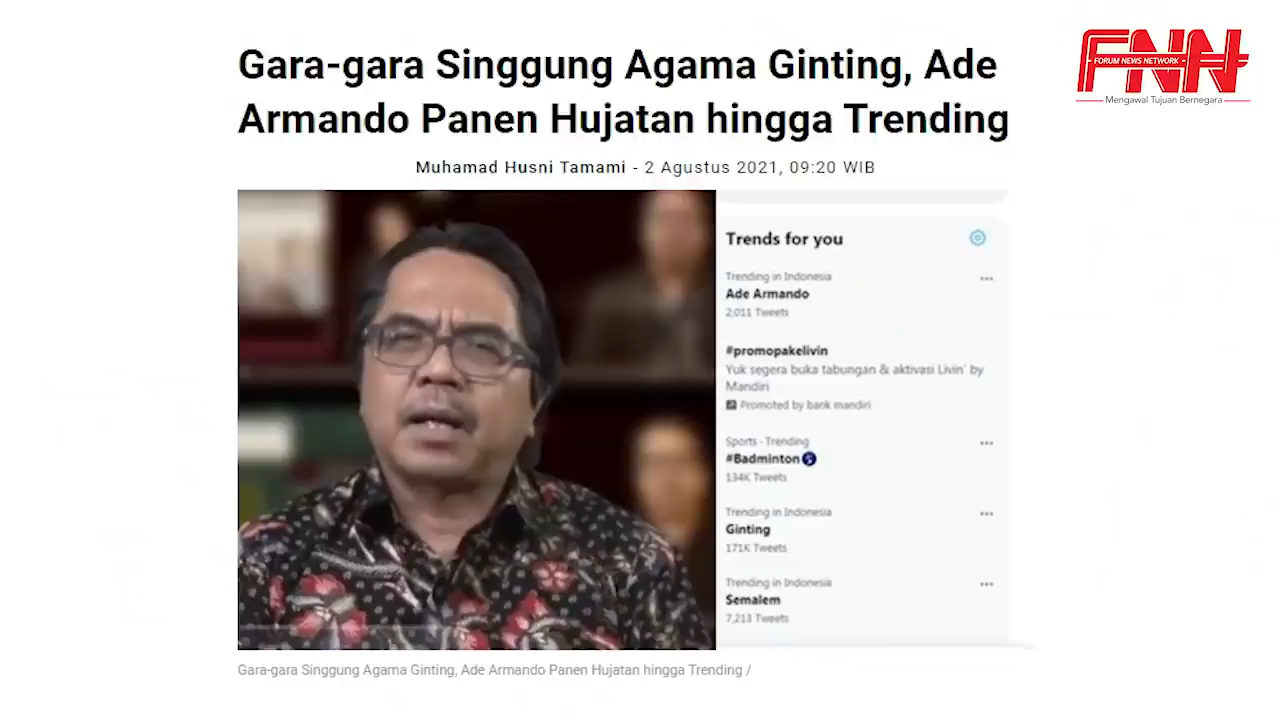 Gara-gara Singgung Agama Ginting, Ade
Armando Panen Hujatan hingga Trending
FNN
FORUM NEWS NETWORK
Mengawal Tujuan Bernegara
Muhamad Husni Tamami - 2 Agustus 2021, 09:20 WIB
Trends for you
Trending in Indonesia
Ade Armando
2,011 Tweets
#promopakelivin
Yuk segera buka tabungan & aktivasi Livin' by
Mandiri
Promoted by bank mandiri
Sports · Trending
#Badminton
134K Tweets
Trending in Indonesia
Ginting
171K Tweets
Trending in Indonesia
Semalem
7,213 Tweets
Gara-gara Singgung Agama Ginting, Ade Armando Panen Hujatan hingga Trending /